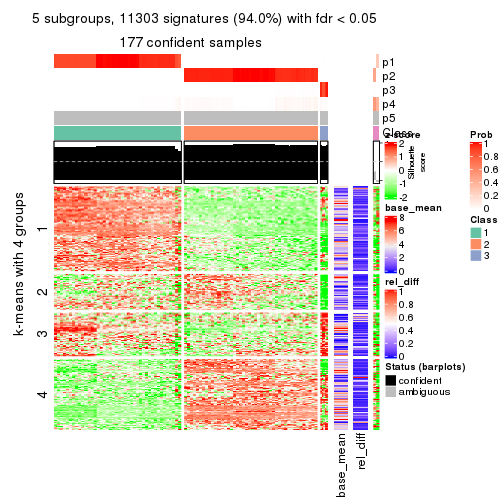 5 subgroups, 11303 signatures (94.0%) with fdr < 0.05
177 confident samples
p1
p2
p3
p4
p5
Class
k-means with 4 groups
1
2
3
4
base_mean
rel_diff
z-score
2
1
0
-1
-2
Silhouette
score
base_mean
8
6
4
2
0
rel_diff
1
0.8
0.6
0.4
0.2
0
Status (barplots)
confident
ambiguous
Prob
1
0.8
0.6
0.4
0.2
0
Class
1
2
3